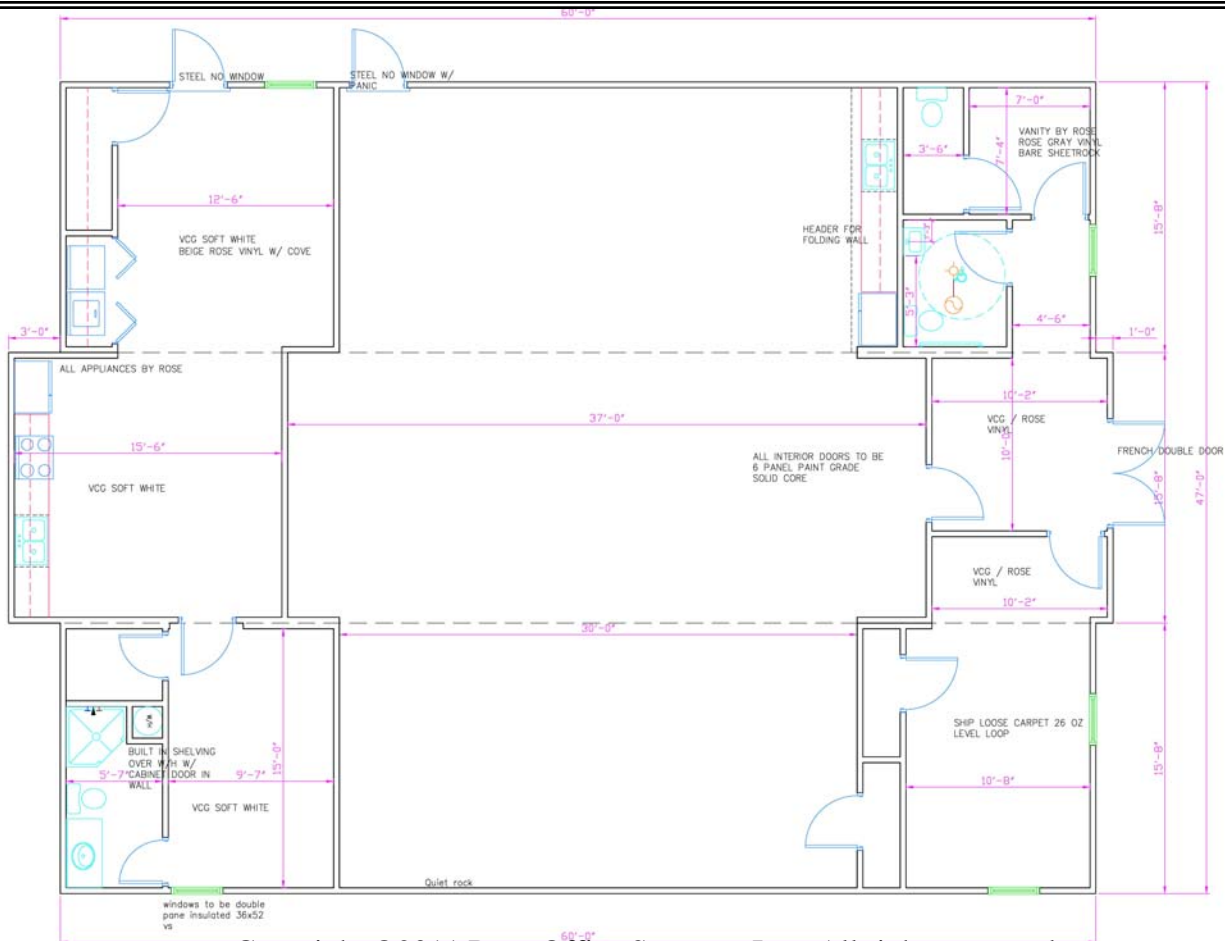 60'-0"
STEEL NO WINDOW
STEEL NO WINDOW W/
PANIC
7'-0"
VANITY BY ROSE
ROSE GRAY VINYL
BARE SHEETROCK
3'-6"
7'-4"
15'-8"
12'-6"
VCG SOFT WHITE
BEIGE ROSE VINYL W/ COVE
HEADER FOR
FOLDING WALL
5'-3"
4'-6"
3'-0"
1'-0"
ALL APPLIANCES BY ROSE
10'-2"
37'-0"
VCG / ROSE
VINYL
10'-0"
15'-6"
FRENCH DOUBLE DOOR
ALL INTERIOR DOORS TO BE
6 PANEL PAINT GRADE
SOLID CORE
15'-8"
47'-0"
VCG SOFT WHITE
VCG / ROSE
VINYL
10'-2"
30'-0"
H/W
SHIP LOOSE CARPET 26 OZ
LEVEL LOOP
BUILT IN SHELVING
OVER W/H W/
CABINET DOOR IN
WALL
5'-7"
9'-7"
15'-0"
10'-8"
15'-8"
VCG SOFT WHITE
Quiet rock
windows to be double
pane insulated 36x52
vs
60'-0"